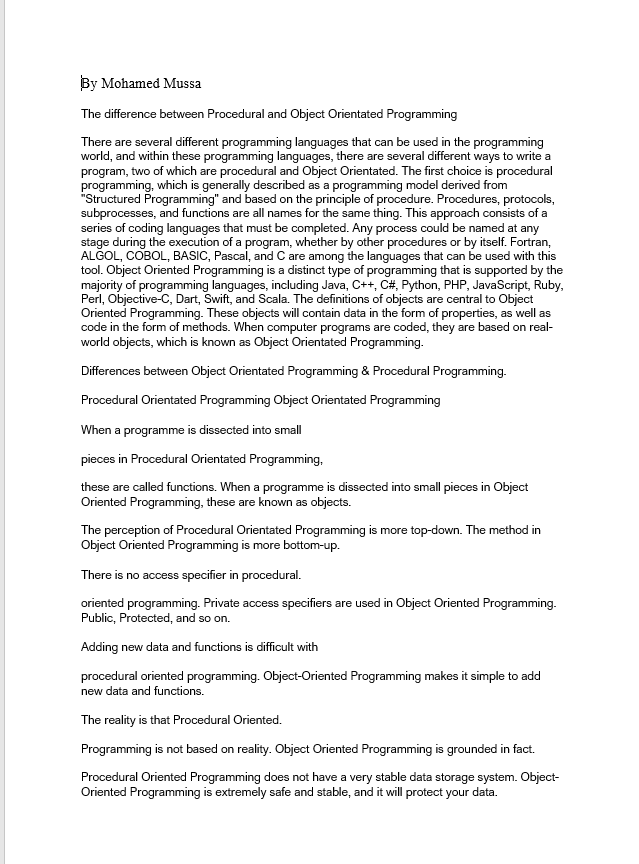 By Mohamed Mussa
The difference between Procedural and Object Orientated Programming
There are several different programming languages that can be used in the programming
world, and within these programming languages, there are several different ways to write a
program, two of which are procedural and Object Orientated. The first choice is procedural
programming, which is generally described as a programming model derived from
"Structured Programming" and based on the principle of procedure. Procedures, protocols,
subprocesses, and functions are all names for the same thing. This approach consists of a
series of coding languages that must be completed. Any process could be named at any
stage during the execution of a program, whether by other procedures or by itself. Fortran,
ALGOL, COBOL, BASIC, Pascal, and C are among the languages that can be used with this
tool. Object Oriented Programming is a distinct type of programming that is supported by the
majority of programming languages, including Java, C++, C#, Python, PHP, JavaScript, Ruby,
Perl, Objective-C, Dart, Swift, and Scala. The definitions of objects are central to Object
Oriented Programming. These objects will contain data in the form of properties, as well as
code in the form of methods. When computer programs are coded, they are based on real-
world objects, which is known as Object Orientated Programming.
Differences between Object Orientated Programming & Procedural Programming.
Procedural Orientated Programming Object Orientated Programming
When a programme is dissected into small
pieces in Procedural Orientated Programming,
these are called functions. When a programme is dissected into small pieces in Object
Orientated Programming, these are known as objects.
The perception of Procedural Orientated Programming is more top-down. The method in
Object Oriented Programming is more bottom-up.
There is no access specifier in procedural.
oriented programming. Private access specifiers are used in Object Oriented Programming.
Public, Protected, and so on.
Adding new data and functions is difficult with
procedural oriented programming. Object-Oriented Programming makes it simple to add
new data and functions.
The reality is that Procedural Oriented.
Programming is not based on reality. Object Oriented Programming is grounded in fact.
Procedural Oriented Programming does not have a very stable data storage system. Object-
Oriented Programming is extremely safe and stable, and it will protect your data.